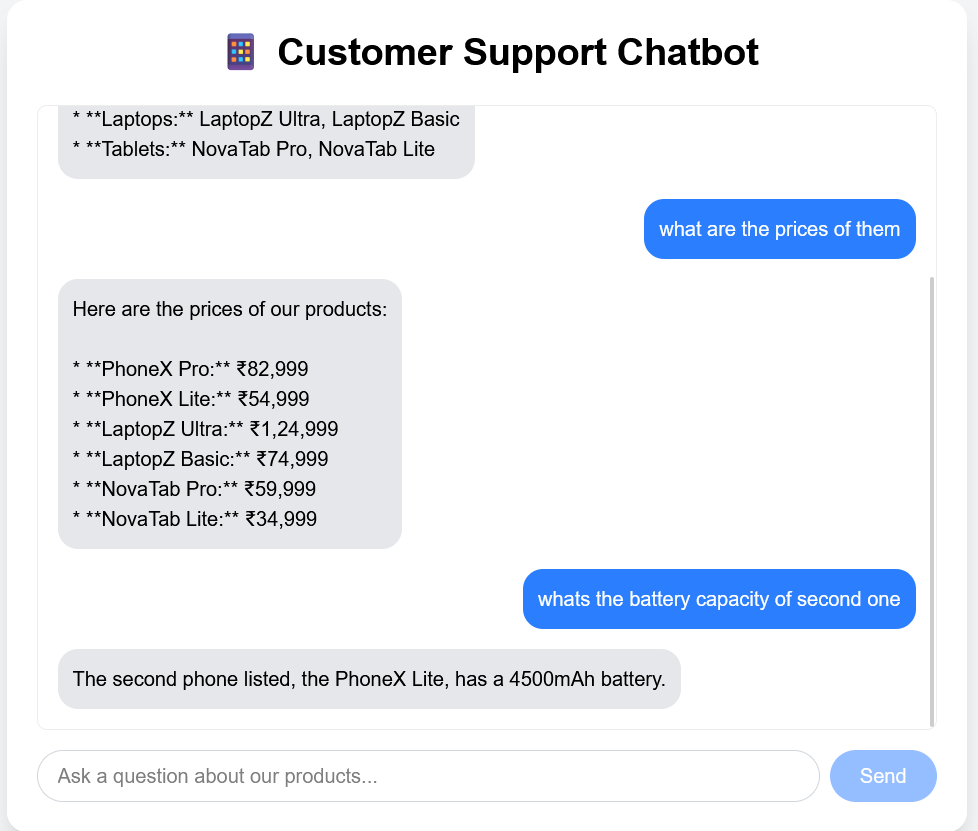 Customer Support Chatbot
* **Laptops:** LaptopZ Ultra, LaptopZ Basic
* **Tablets:** NovaTab Pro, NovaTab Lite
what are the prices of them
Here are the prices of our products:
* **PhoneX Pro:** ₹82,999
* **PhoneX Lite:** ₹54,999
* **LaptopZ Ultra:** ₹1,24,999
* **LaptopZ Basic:** ₹74,999
* **NovaTab Pro:** ₹59,999
* **NovaTab Lite:** ₹34,999
whats the battery capacity of second one
The second phone listed, the PhoneX Lite, has a 4500mAh battery.
Ask a question about our products...
Send